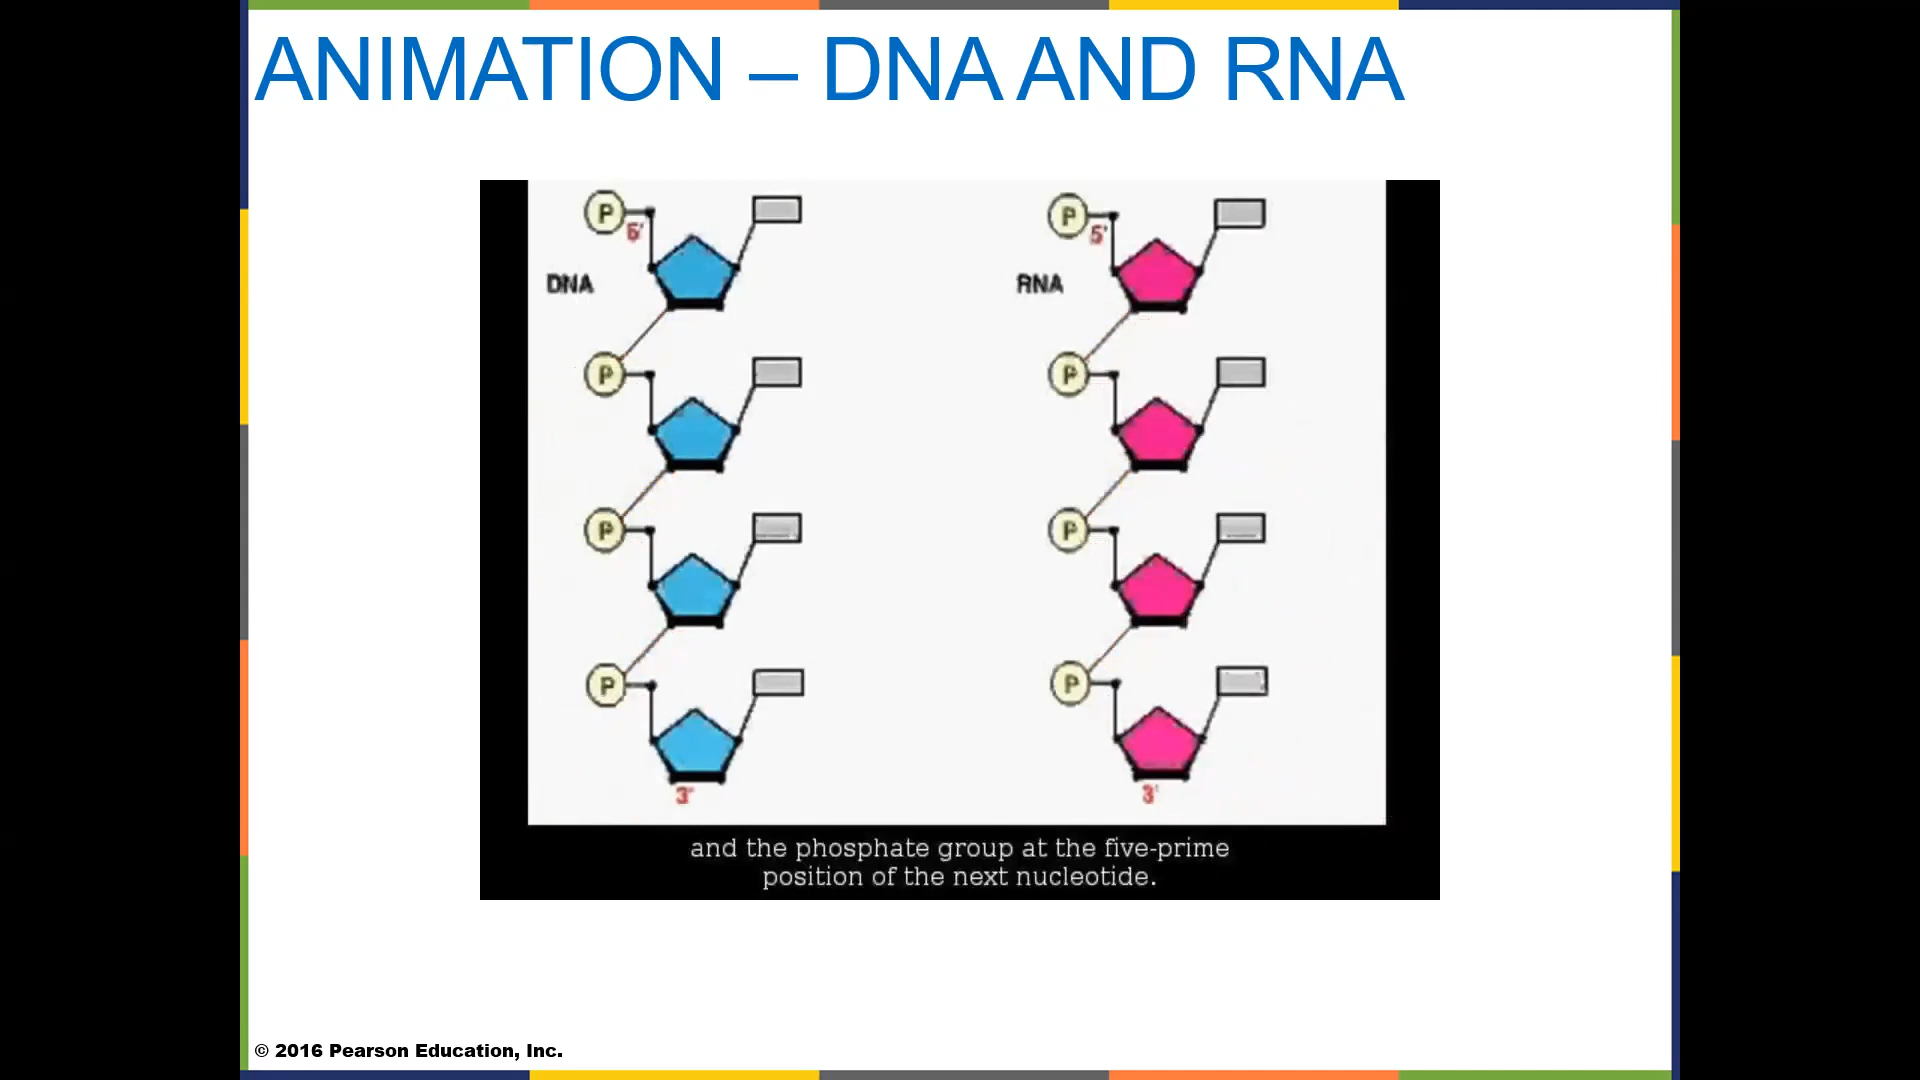 ANIMATION – DNA AND RNA
P
5'
P
5'
DNA
RNA
P
P
P
P
P
P
3'
3'
and the phosphate group at the five-prime
position of the next nucleotide.
© 2016 Pearson Education, Inc.